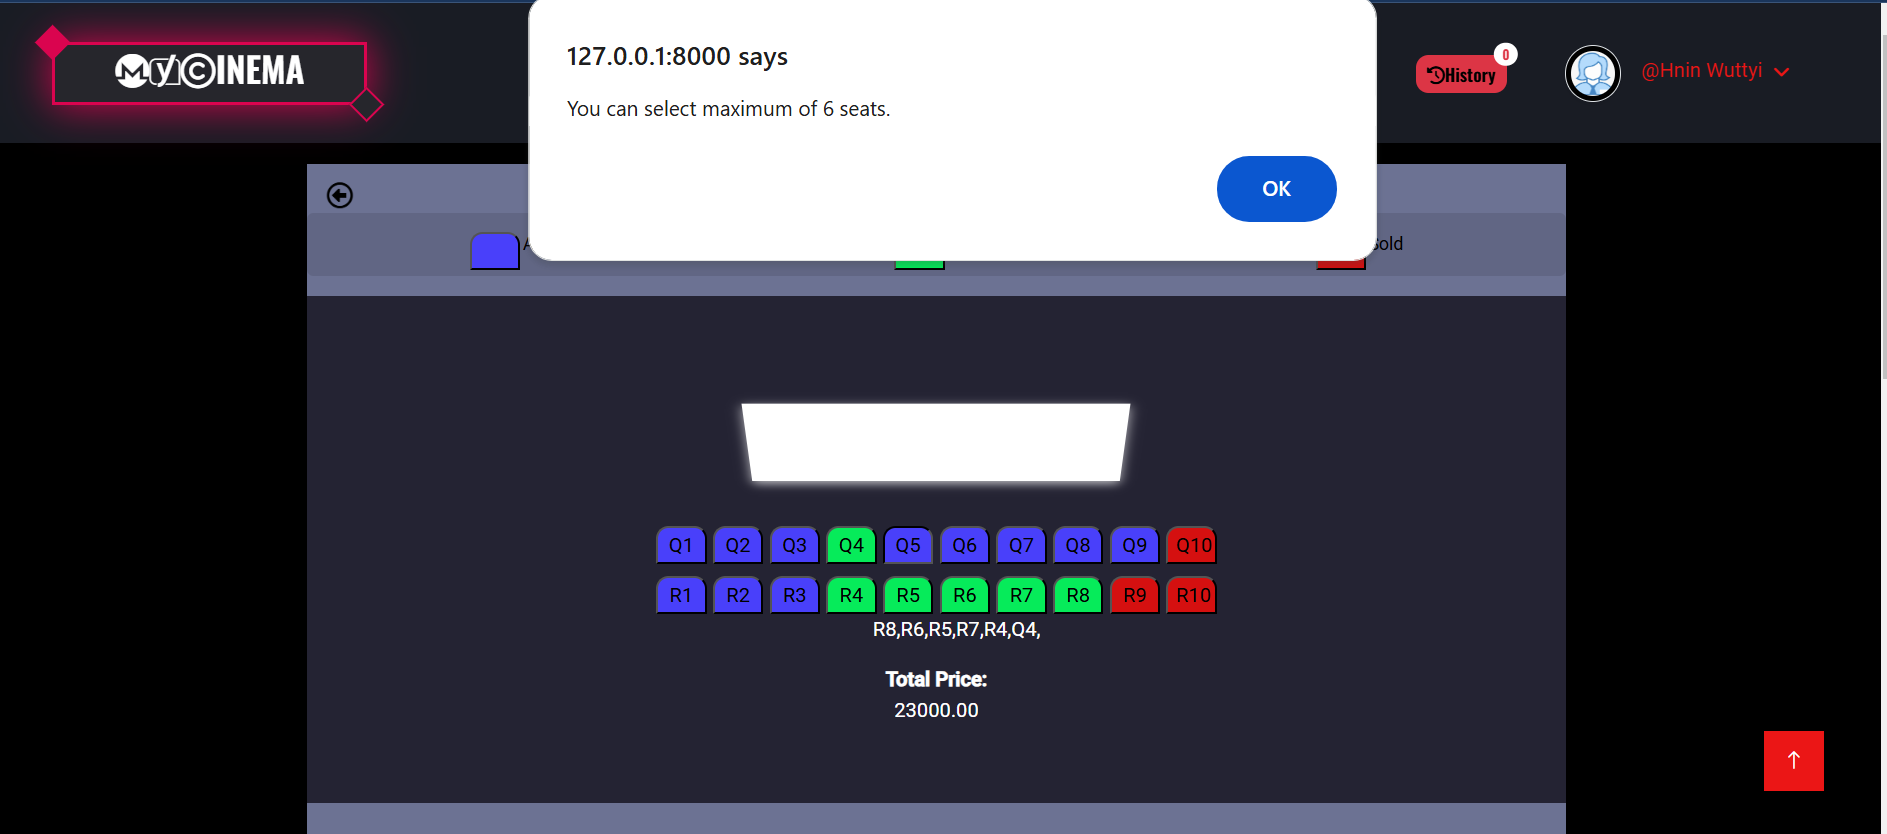 MyCINEMA
127.0.0.1:8000 says
You can select maximum of 6 seats.
OK
History
0
@Hnin Wuttyi
Q1 Q2 Q3 Q4 Q5 Q6 Q7 Q8 Q9 Q10
R1 R2 R3 R4 R5 R6 R7 R8 R9 R10
R8,R6,R5,R7,R4,Q4,
Total Price:
23000.00